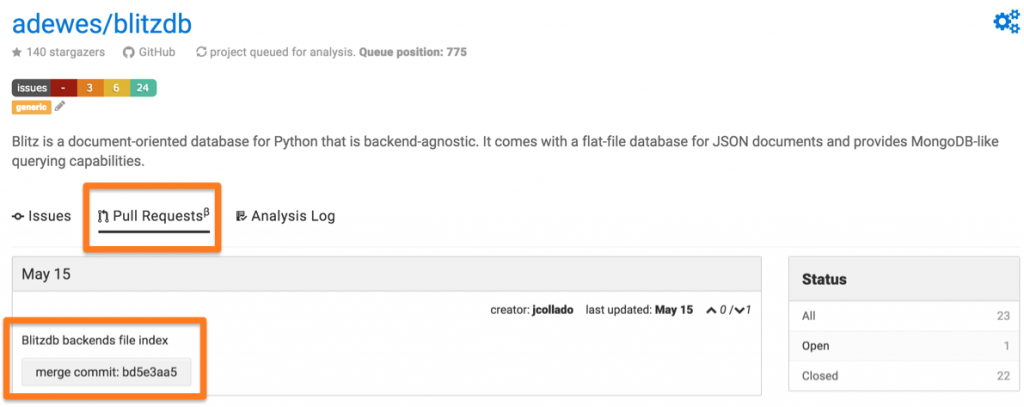 adewes/blitzdb
140 stargazers GitHub project queued for analysis. Queue position: 775
issues - 3 6 24
generic
Blitz is a document-oriented database for Python that is backend-agnostic. It comes with a flat-file database for JSON documents and provides MongoDB-like
querying capabilities.
Issues Pull Requestsβ Analysis Log
May 15
creator: jcollado last updated: May 15 0 / 1
Blitzdb backends file index
merge commit: bd5e3aa5
Status
All 23
Open 1
Closed 22